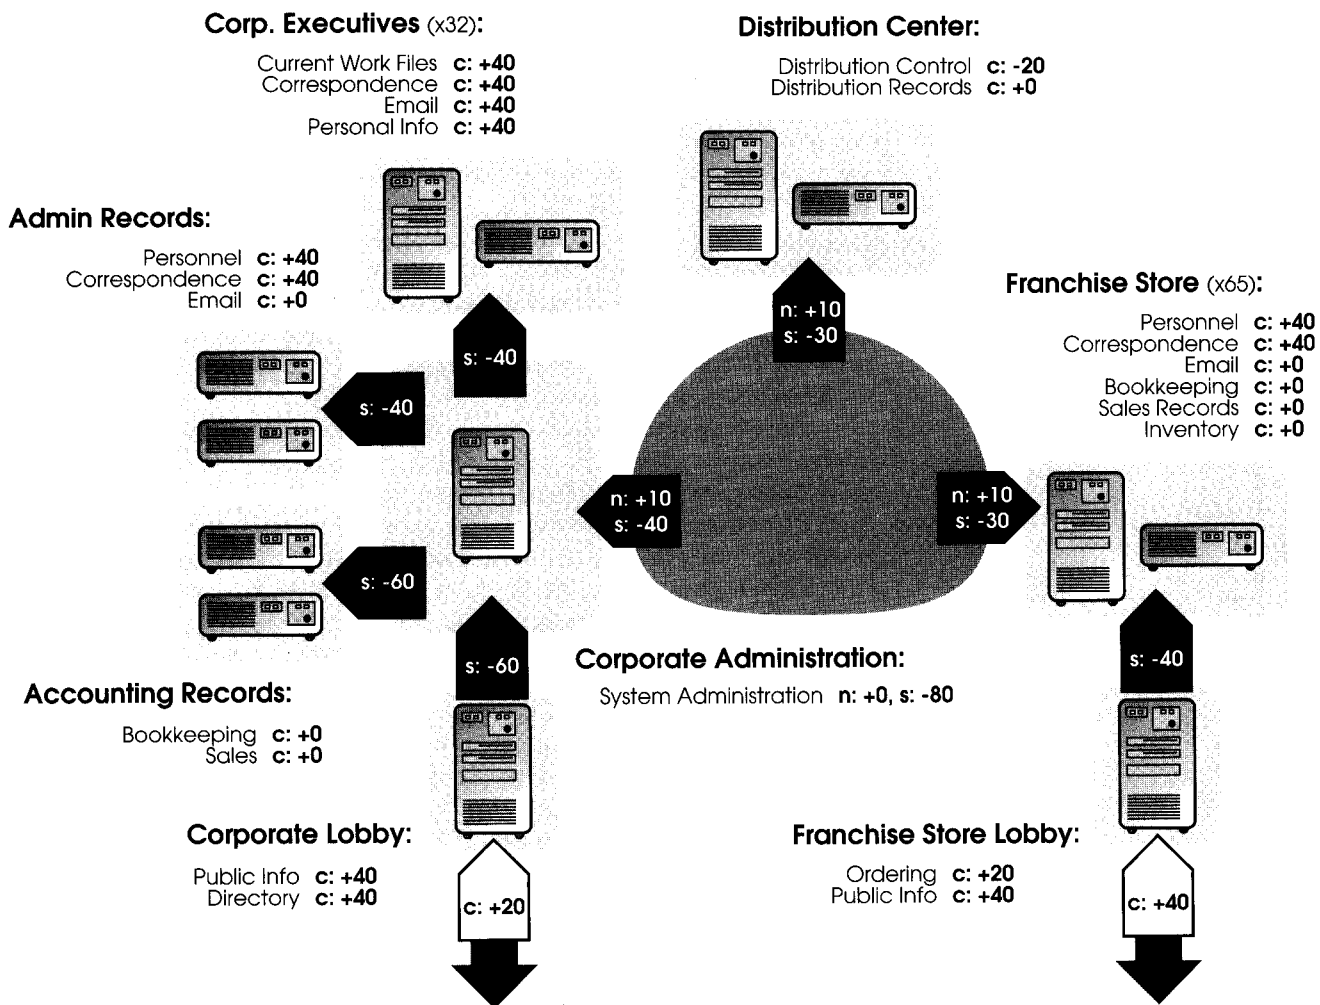 Corp. Executives (x32):
Current Work Files c: +40
Correspondence c: +40
Email c: +40
Personal Info c: +40
Distribution Center:
Distribution Control c: -20
Distribution Records c: +0
Admin Records:
Personnel c: +40
Correspondence c: +40
Email c: +0
Franchise Store (x65):
Personnel c: +40
Correspondence c: +40
Email c: +0
Bookkeeping c: +0
Sales Records c: +0
Inventory c: +0
n: +10
s: -30
s: -40
s: -40
n: +10
s: -40
n: +10
s: -30
s: -60
s: -60
s: -40
Corporate Administration:
System Administration n: +0, s: -80
Accounting Records:
Bookkeeping c: +0
Sales c: +0
Corporate Lobby:
Public Info c: +40
Directory c: +40
c: +20
Franchise Store Lobby:
Ordering c: +20
Public Info c: +40
c: +40